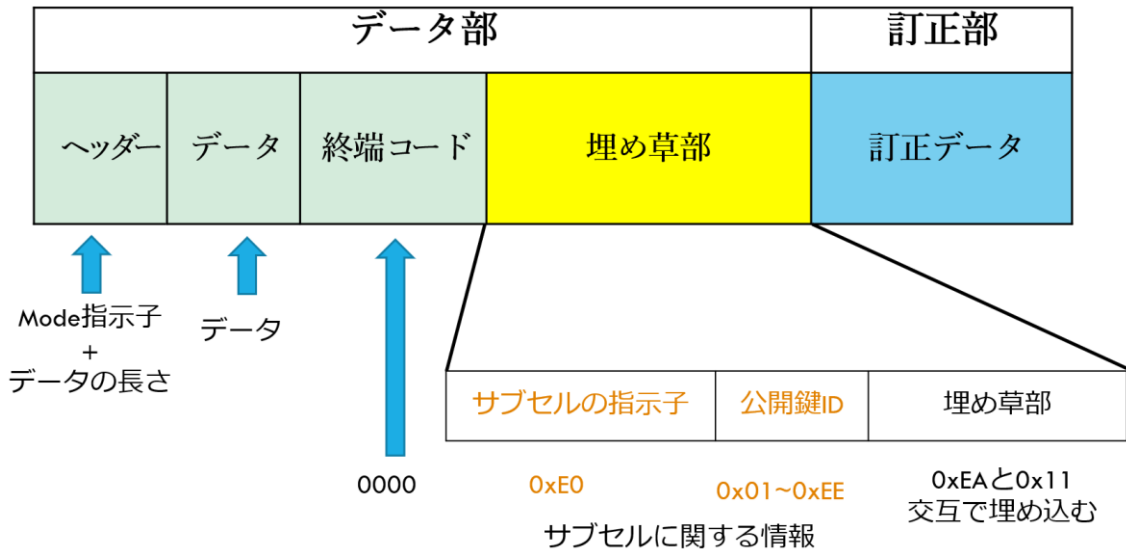 データ部
訂正部
ヘッダー
データ
終端コード
埋め草部
訂正データ
Mode指示子
+
データの長さ
データ
0000
サブセルの指示子
公開鍵ID
埋め草部
0xE0
0x01~0xEE
0xEAと0x11
交互で埋め込む
サブセルに関する情報